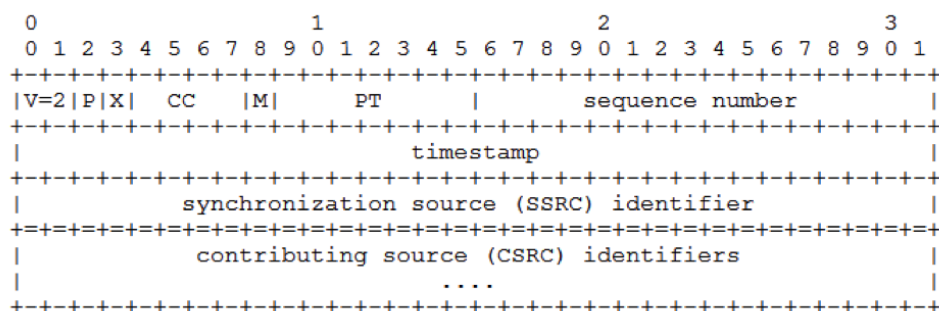 0                   1                   2                   3
 0 1 2 3 4 5 6 7 8 9 0 1 2 3 4 5 6 7 8 9 0 1 2 3 4 5 6 7 8 9 0 1
+-+-+-+-+-+-+-+-+-+-+-+-+-+-+-+-+-+-+-+-+-+-+-+-+-+-+-+-+-+-+-+-+
|V=2|P|X|  CC   |M|     PT      |       sequence number         |
+-+-+-+-+-+-+-+-+-+-+-+-+-+-+-+-+-+-+-+-+-+-+-+-+-+-+-+-+-+-+-+-+
|                           timestamp                           |
+-+-+-+-+-+-+-+-+-+-+-+-+-+-+-+-+-+-+-+-+-+-+-+-+-+-+-+-+-+-+-+-+
|           synchronization source (SSRC) identifier            |
+=+=+=+=+=+=+=+=+=+=+=+=+=+=+=+=+=+=+=+=+=+=+=+=+=+=+=+=+=+=+=+=+
|            contributing source (CSRC) identifiers             |
|                             ....                              |
+-+-+-+-+-+-+-+-+-+-+-+-+-+-+-+-+-+-+-+-+-+-+-+-+-+-+-+-+-+-+-+-+